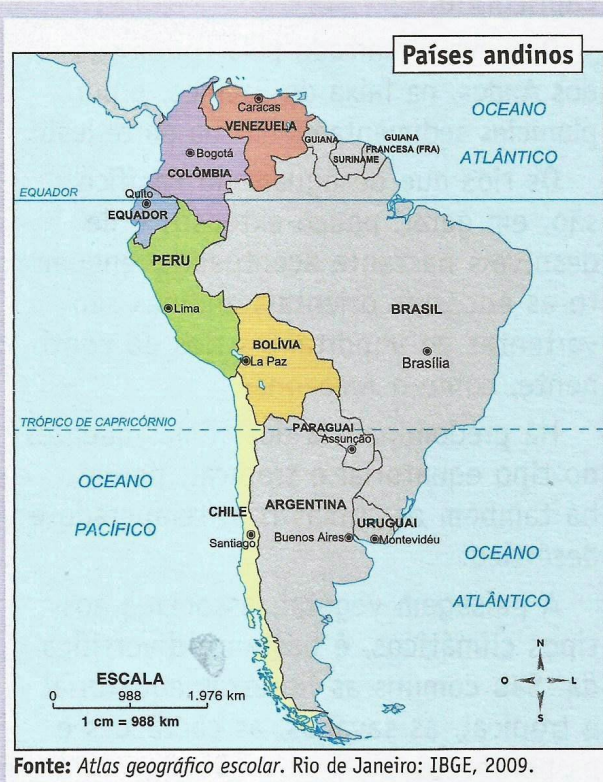 Países andinos
Caracas
VENEZUELA
OCEANO
ATLÂNTICO
GUIANA
GUIANA
FRANCESA (FRA)
SURINAME
Bogotá
COLÔMBIA
EQUADOR
Quito
EQUADOR
PERU
Lima
BRASIL
Brasília
BOLÍVIA
La Paz
TRÓPICO DE CAPRICÓRNIO
PARAGUAI
Assunção
OCEANO
PACÍFICO
CHILE
Santiago
ARGENTINA
Buenos Aires
URUGUAI
Montevidéu
OCEANO
ATLÂNTICO
N
O
L
S
ESCALA
0 988 1.976 km
1 cm = 988 km
Fonte: Atlas geográfico escolar. Rio de Janeiro: IBGE, 2009.